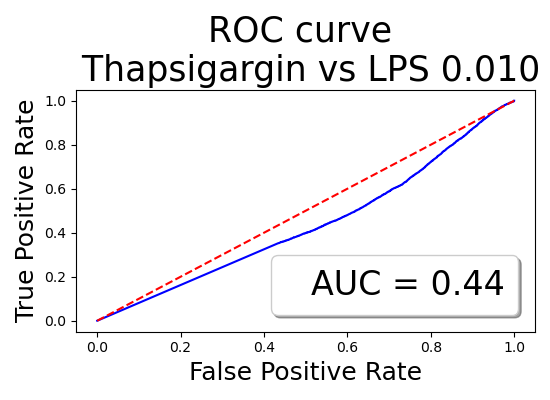 ROC curve
Thapsigargin vs LPS 0.010
True Positive Rate
1.0
0.8
0.6
0.4
0.2
0.0
AUC = 0.44
0.0 0.2 0.4 0.6 0.8 1.0
False Positive Rate